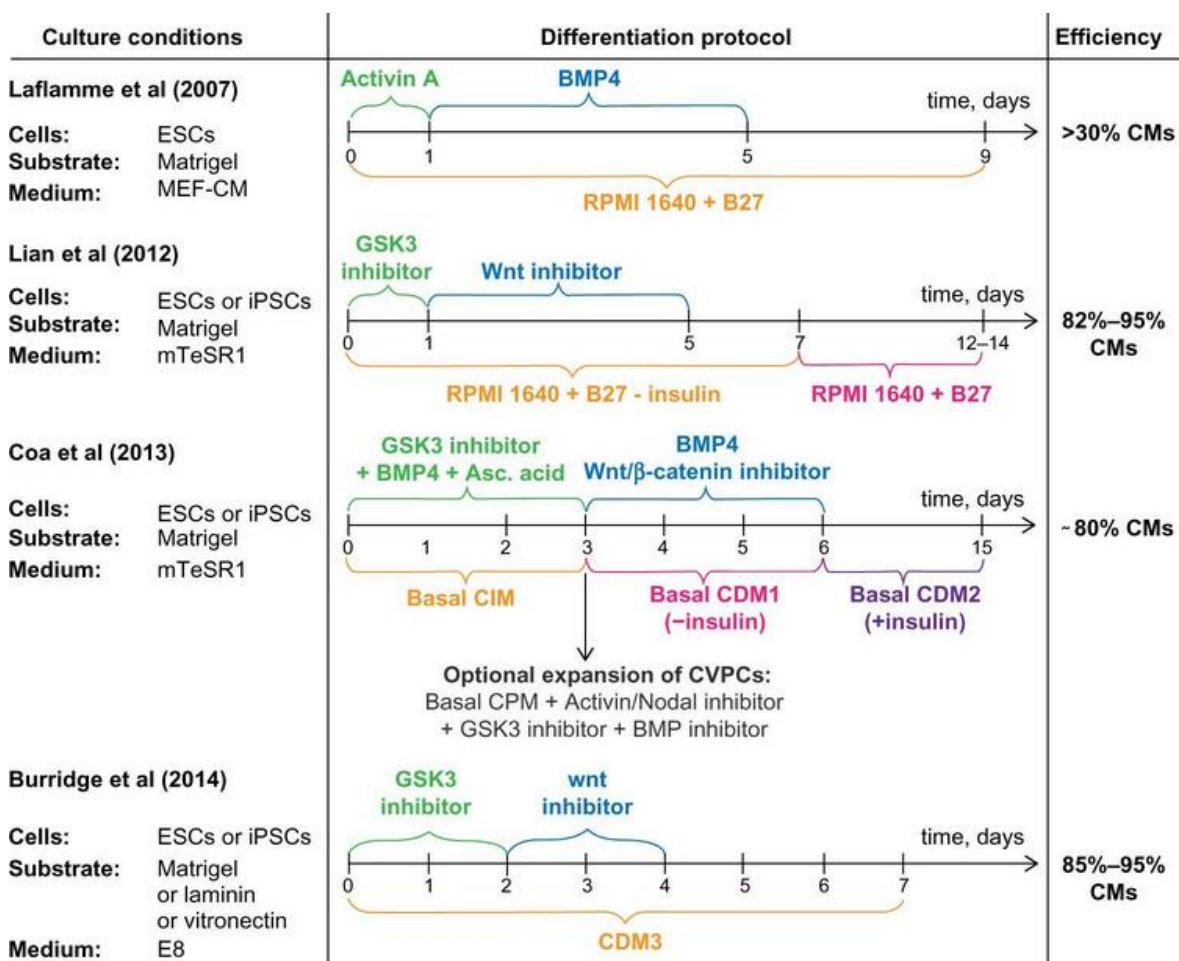 Culture conditions
Differentiation protocol
Efficiency
Laflamme et al (2007)
Cells: ESCs
Substrate: Matrigel
Medium: MEF-CM
Activin A
BMP4
time, days
0 1 5 9
RPMI 1640 + B27
>30% CMs
Lian et al (2012)
Cells: ESCs or iPSCs
Substrate: Matrigel
Medium: mTeSR1
GSK3
inhibitor
Wnt inhibitor
time, days
0 1 5 7 12–14
RPMI 1640 + B27 - insulin
RPMI 1640 + B27
82%–95%
CMs
Coa et al (2013)
Cells: ESCs or iPSCs
Substrate: Matrigel
Medium: mTeSR1
GSK3 inhibitor
+ BMP4 + Asc. acid
BMP4
Wnt/β-catenin inhibitor
time, days
0 1 2 3 4 5 6 15
Basal CIM
Basal CDM1
(−insulin)
Basal CDM2
(+insulin)
~80% CMs
Optional expansion of CVPCs:
Basal CPM + Activin/Nodal inhibitor
+ GSK3 inhibitor + BMP inhibitor
Burridge et al (2014)
Cells: ESCs or iPSCs
Substrate: Matrigel
or laminin
or vitronectin
Medium: E8
GSK3
inhibitor
wnt
inhibitor
time, days
0 1 2 3 4 5 6 7
CDM3
85%–95%
CMs